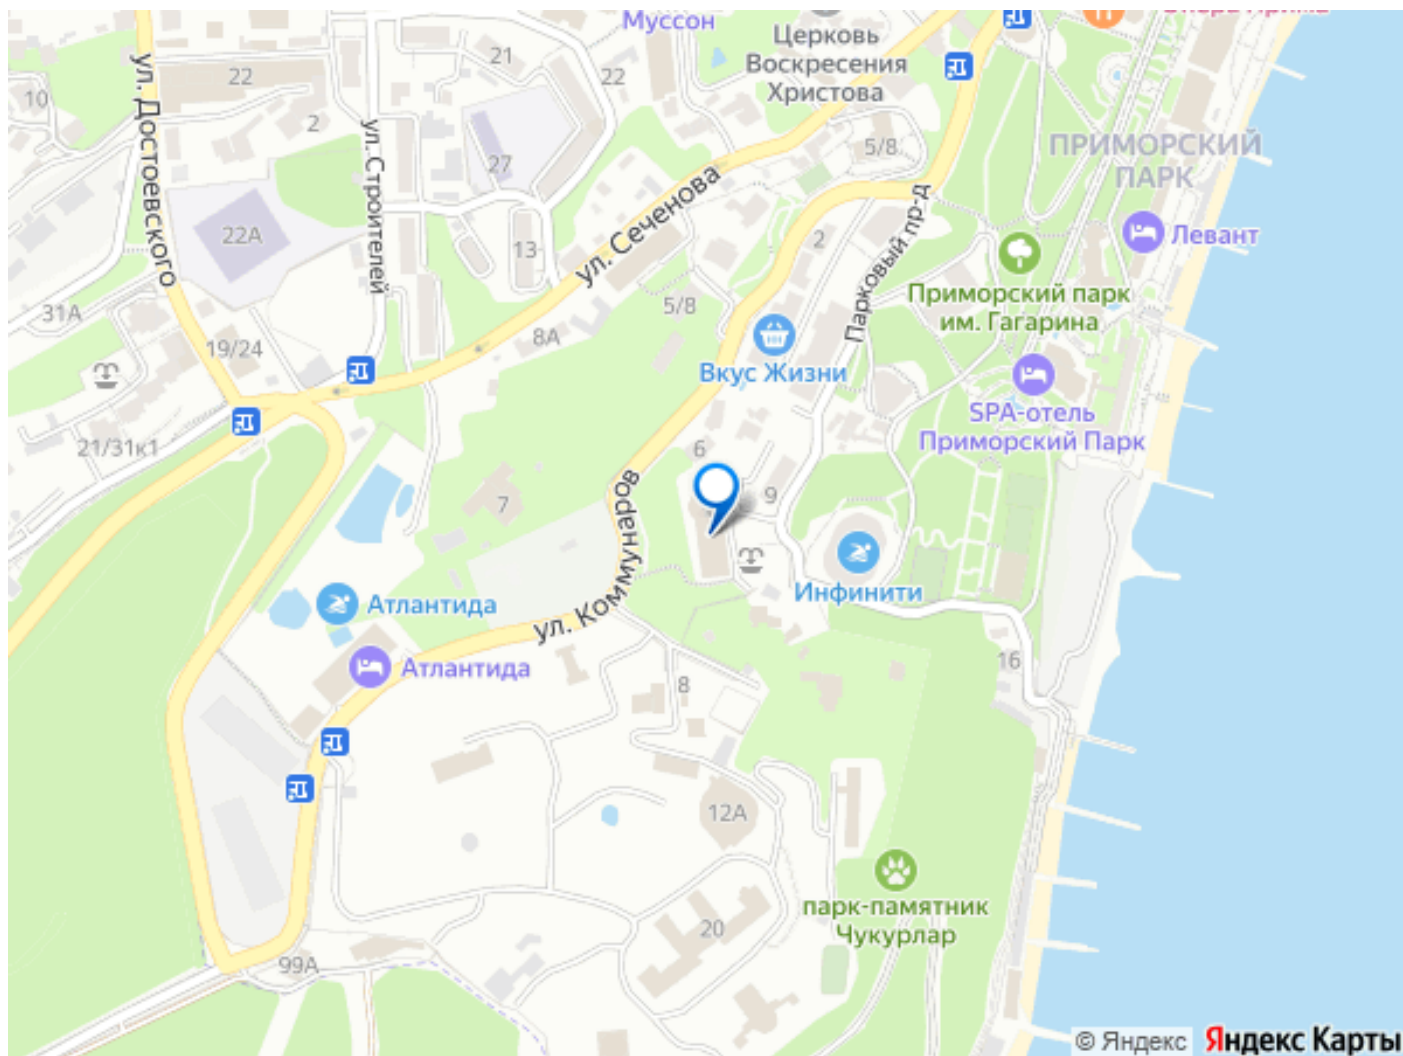 Муссон
Церковь
Воскресения
Христова
ул. Достоевского
22
21
22
10
2
ул. Строителей
27
5/8
ПРИМОРСКИЙ
ПАРК
ул. Сеченова
22А
13
2
Парковый пр-д
Левант
Приморский парк
им. Гагарина
31А
5/8
8А
19/24
Вкус Жизни
SPA-отель
Приморский Парк
21/31к1
6
7
9
ул. Коммунаров
Инфинити
Атлантида
Атлантида
8
16
12А
парк-памятник
Чукурлар
20
99А
© Яндекс Яндекс Карты